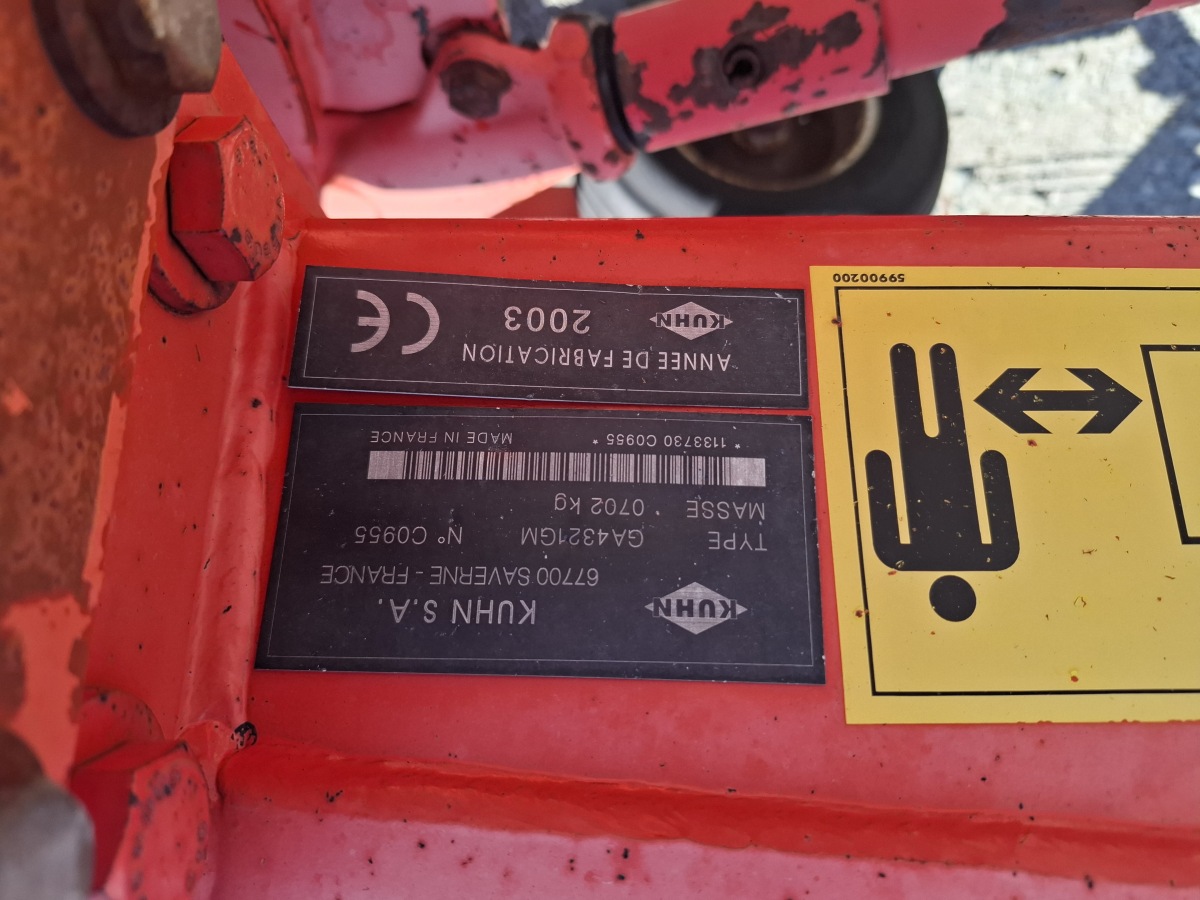 KUHN
KUHN S.A.
67700 SAVERNE - FRANCE
TYPE GA4321GM N° C0955
MASSE 0702 kg
*1133730 C0955 * MADE IN FRANCE
ANNEE DE FABRICATION
KUHN 2003 CE
59900200